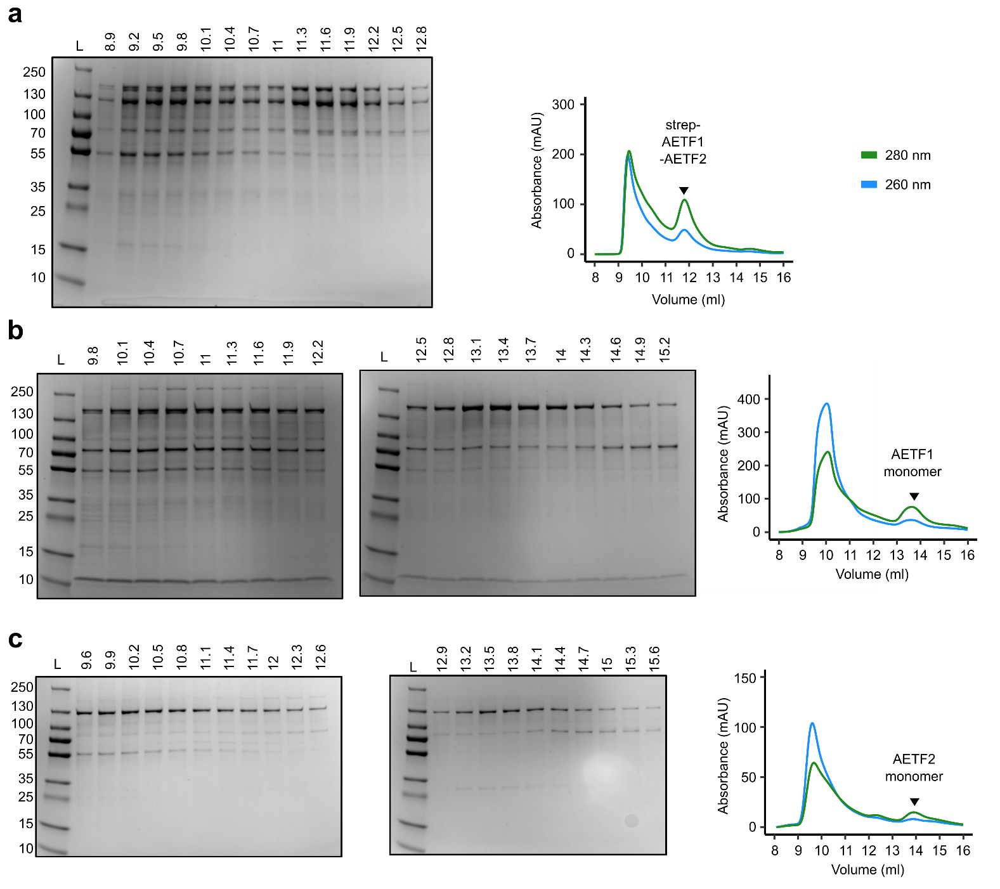 a
L 8.9 9.2 9.5 9.8 10.1 10.4 10.7 11 11.3 11.6 11.9 12.2 12.5 12.8
250
130
100
70
55
35
25
15
10
Absorbance (mAU)
300
200
100
0
strep-
AETF1
-AETF2
8 9 10 11 12 13 14 15 16
Volume (ml)
280 nm
260 nm
b
L 9.8 10.1 10.4 10.7 11 11.3 11.6 11.9 12.2
250
130
100
70
55
35
25
15
10
L 12.5 12.8 13.1 13.4 13.7 14 14.3 14.6 14.9 15.2
Absorbance (mAU)
400
300
200
100
0
AETF1
monomer
8 9 10 11 12 13 14 15 16
Volume (ml)
c
L 9.6 9.9 10.2 10.5 10.8 11.1 11.4 11.7 12 12.3 12.6
250
130
100
70
55
35
25
15
10
L 12.9 13.2 13.5 13.8 14.1 14.4 14.7 15 15.3 15.6
Absorbance (mAU)
150
100
50
0
AETF2
monomer
8 9 10 11 12 13 14 15 16
Volume (ml)